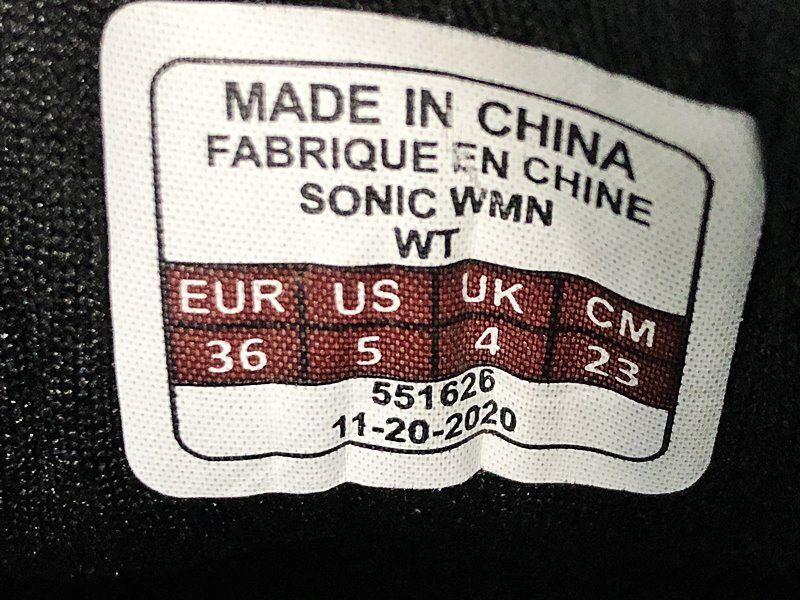 MADE IN CHINA
FABRIQUE EN CHINE
SONIC WMN
WT
EUR US UK CM
36 5 4 23
551626
11-20-2020